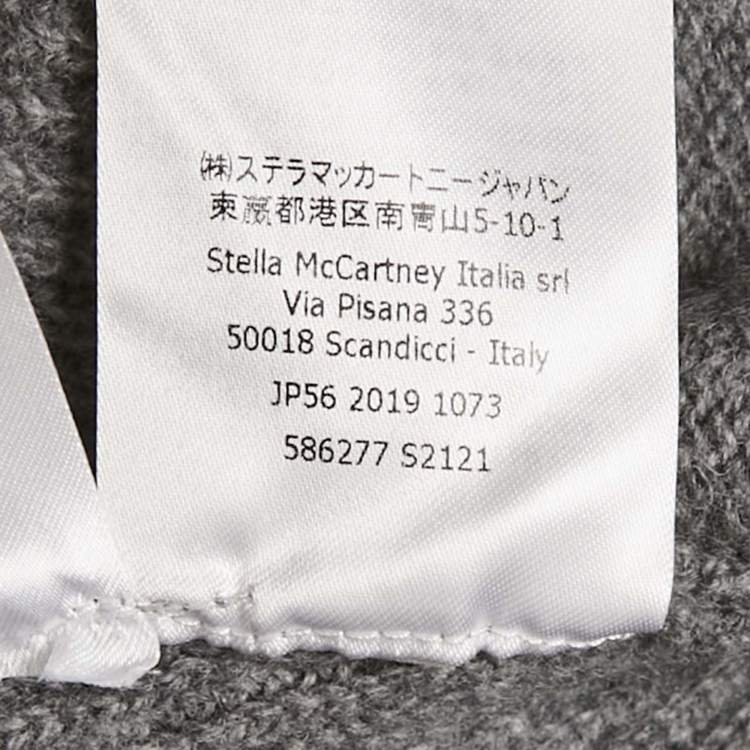 (株)ステラマッカートニージャパン
東都港区南青山5-10-1
Stella McCartney Italia srl
Via Pisana 336
50018 Scandicci - Italy
JP56 2019 1073
586277 S2121